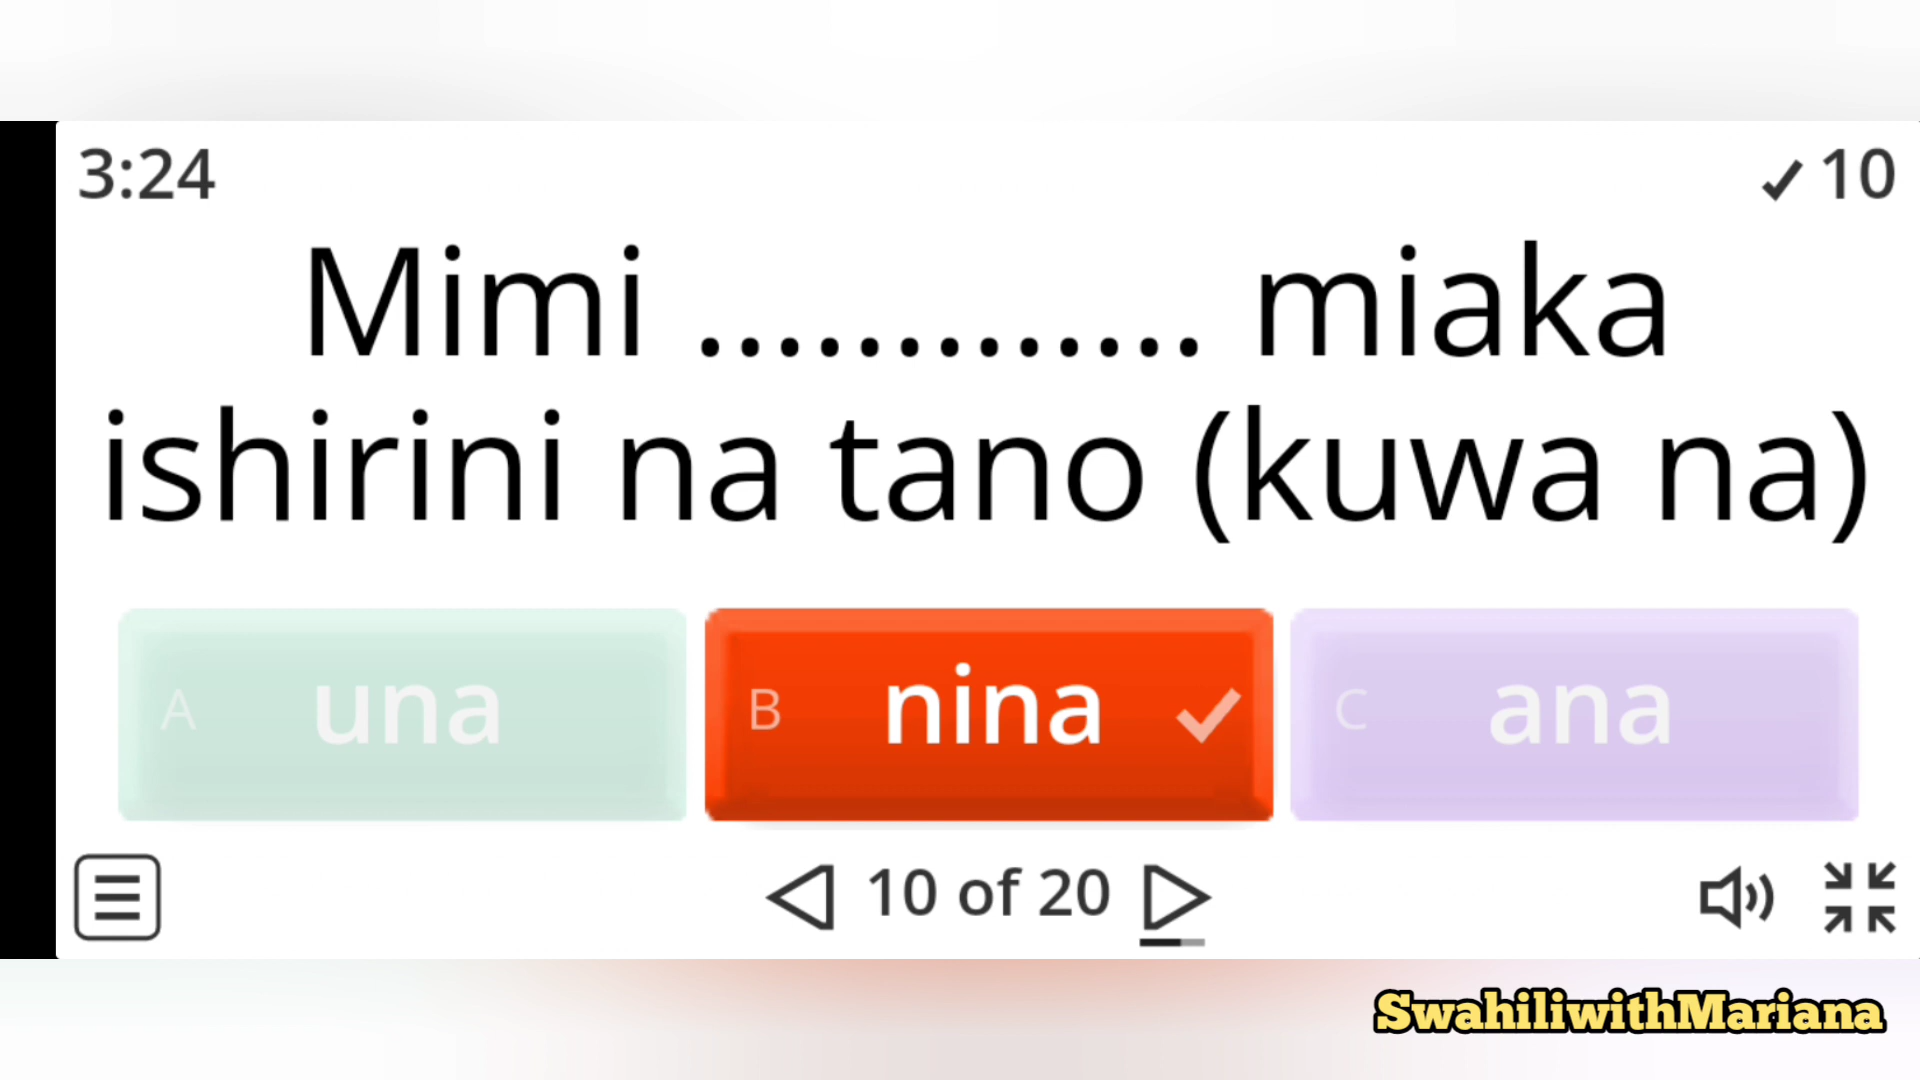 3:24
✓ 10
Mimi ............. miaka
ishirini na tano (kuwa na)
A una
B nina
C ana
10 of 20
SwahiliwithMariana